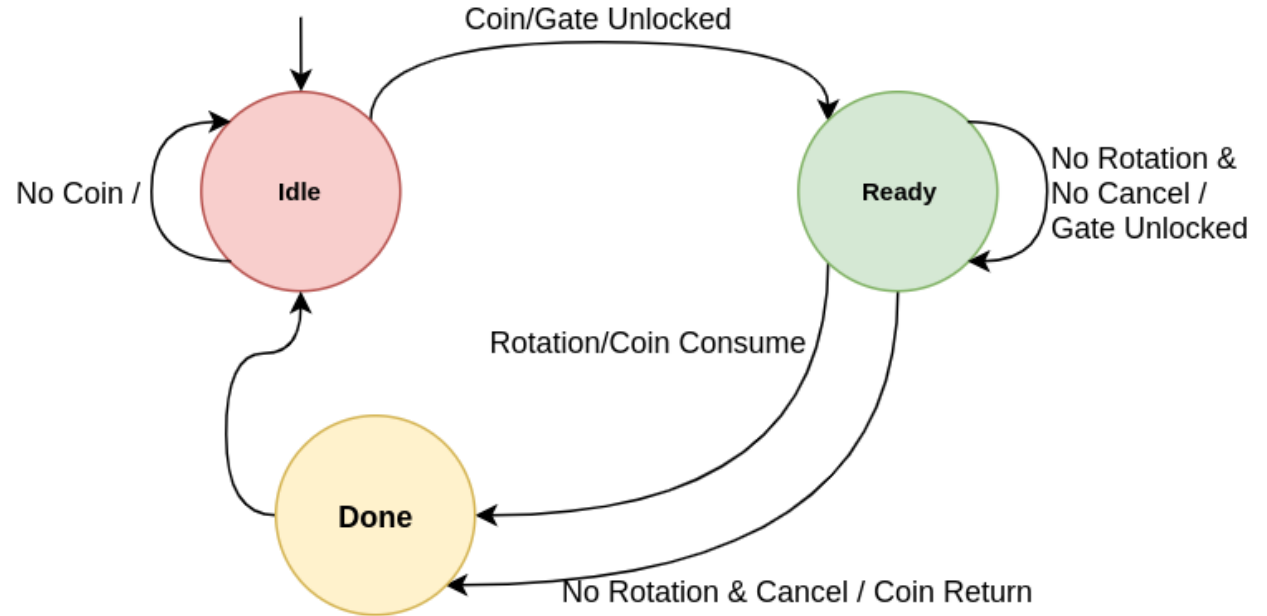 Coin/Gate Unlocked
No Coin /
Idle
Ready
No Rotation &
No Cancel /
Gate Unlocked
Rotation/Coin Consume
Done
No Rotation & Cancel / Coin Return